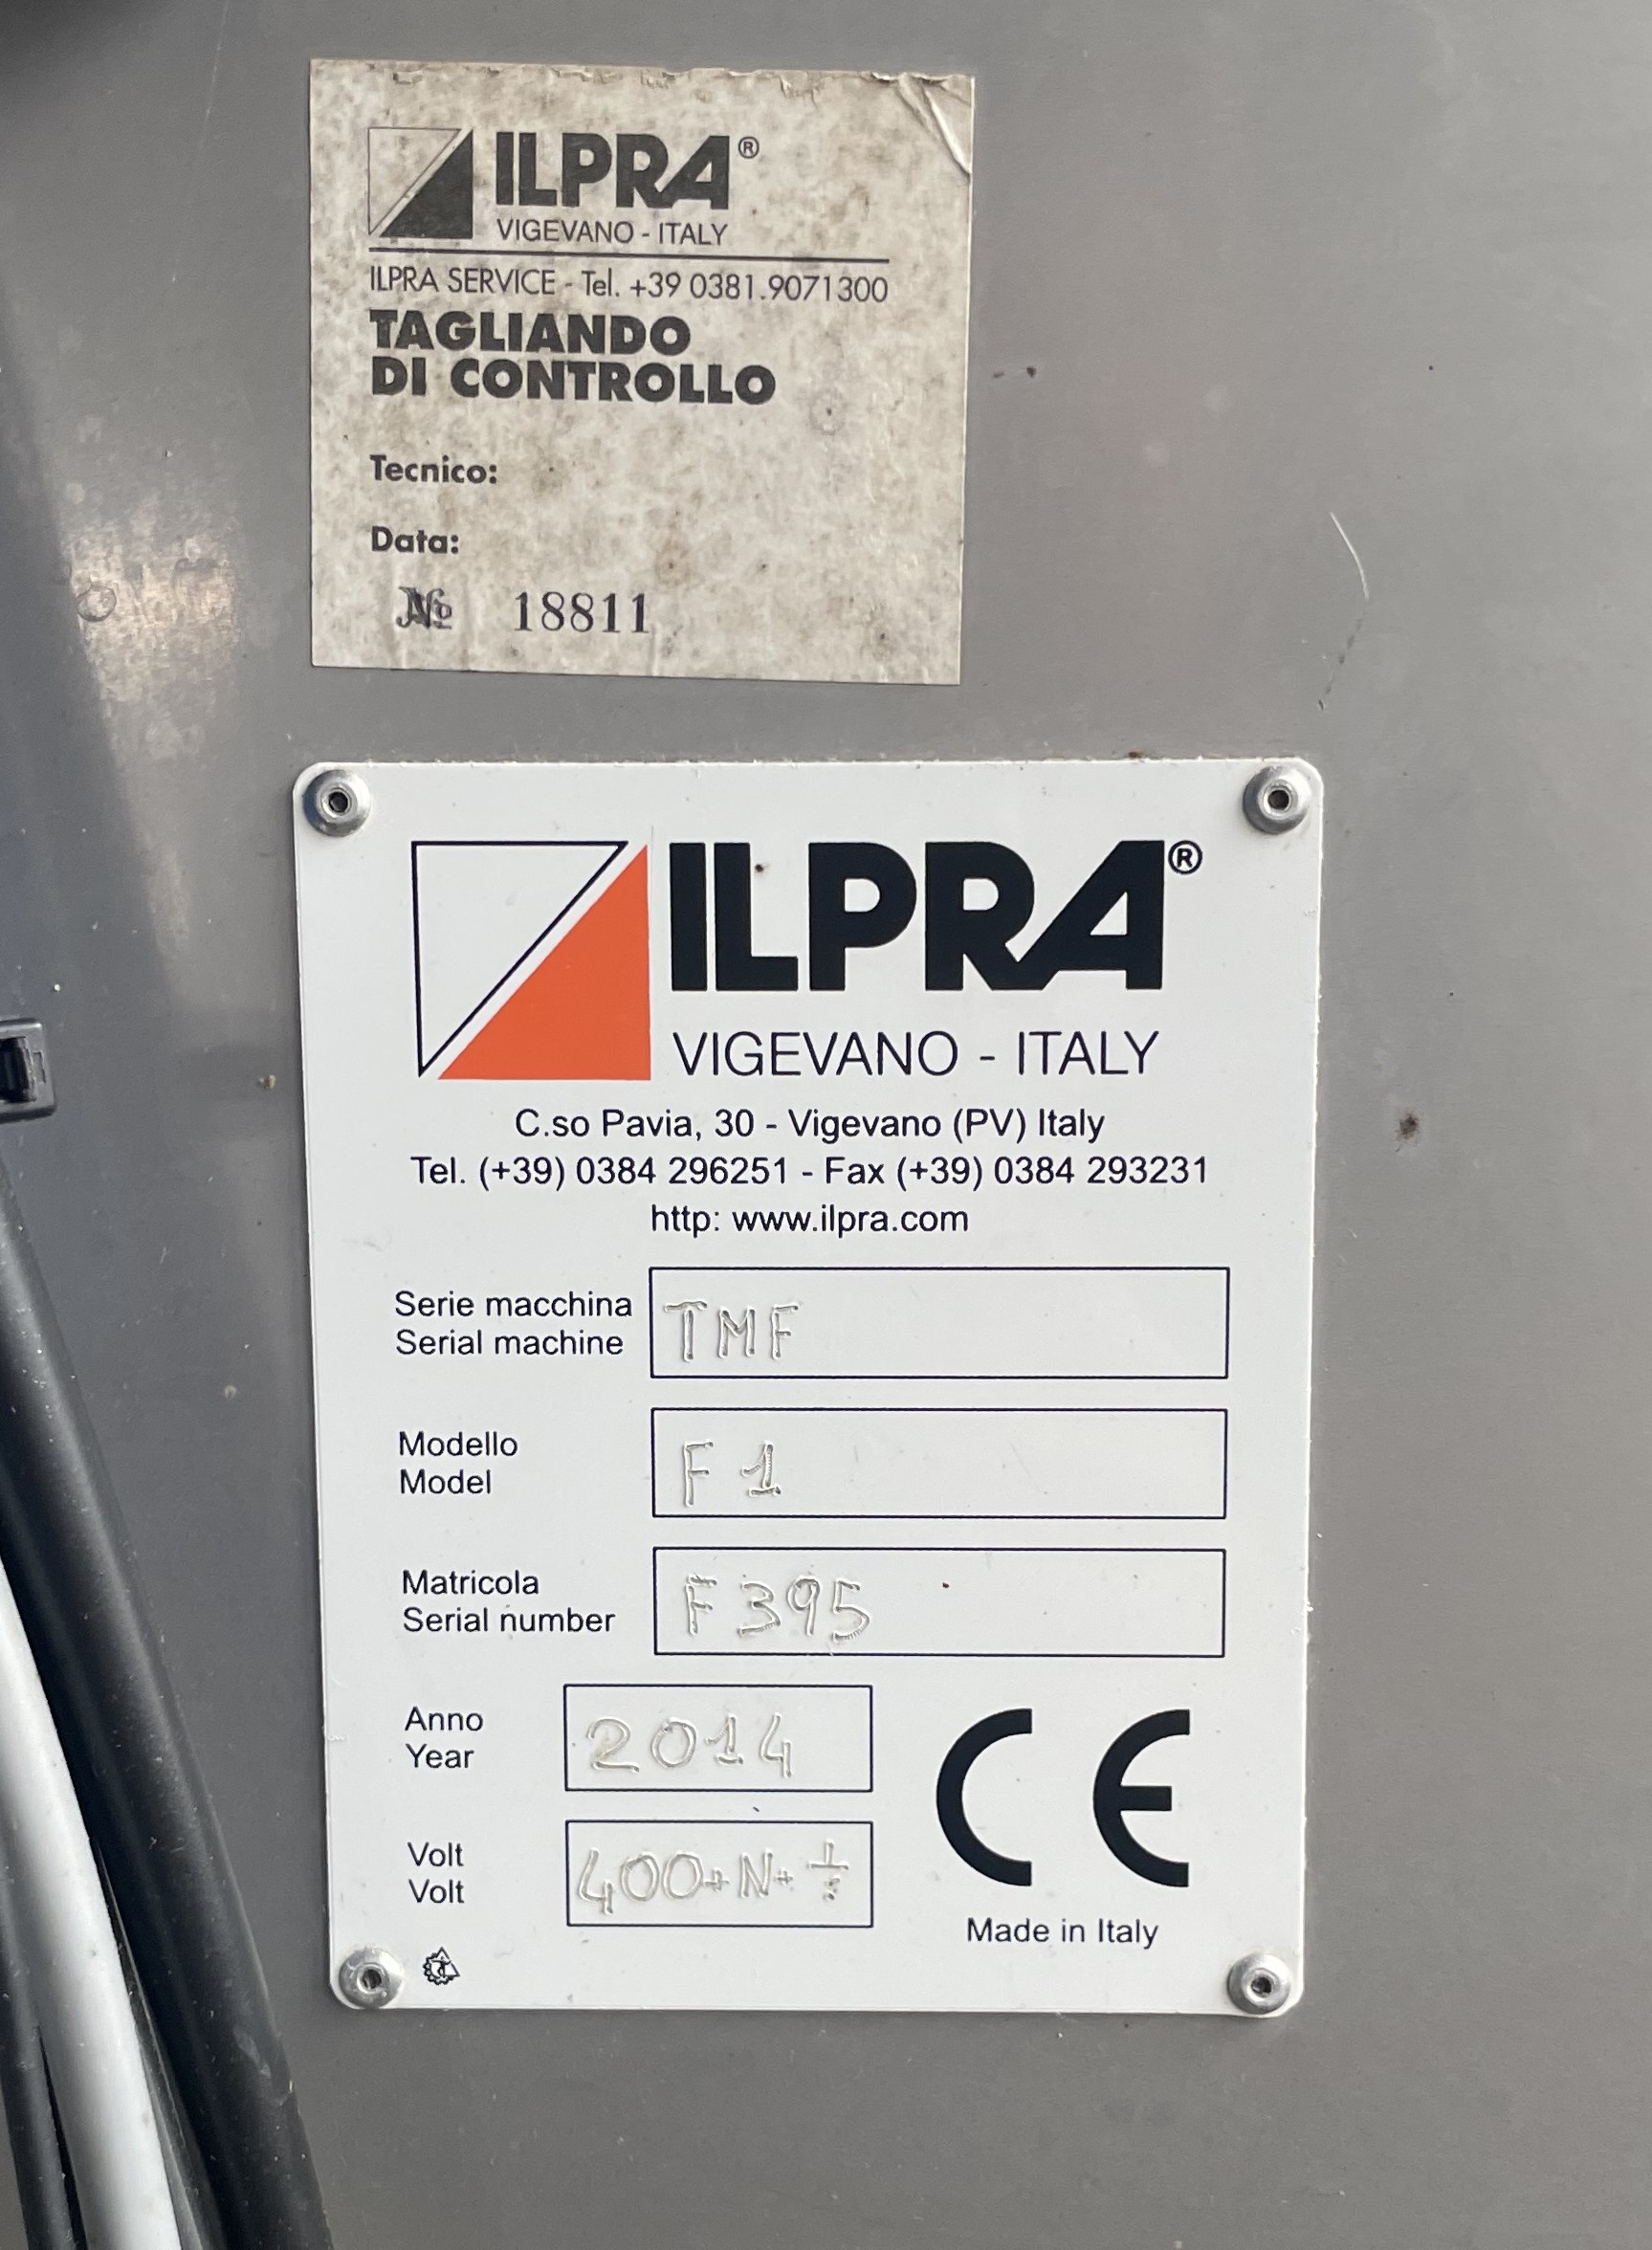 ILPRA®
VIGEVANO - ITALY
ILPRA SERVICE - Tel. +39 0381.9071300
TAGLIANDO
DI CONTROLLO
Tecnico:
Data:
№ 18811
ILPRA®
VIGEVANO - ITALY
C.so Pavia, 30 - Vigevano (PV) Italy
Tel. (+39) 0384 296251 - Fax (+39) 0384 293231
http: www.ilpra.com
Serie macchina
Serial machine
TMF
Modello
Model
F1
Matricola
Serial number
F395
Anno
Year
2014
Volt
Volt
400+N+⏚
CE
Made in Italy